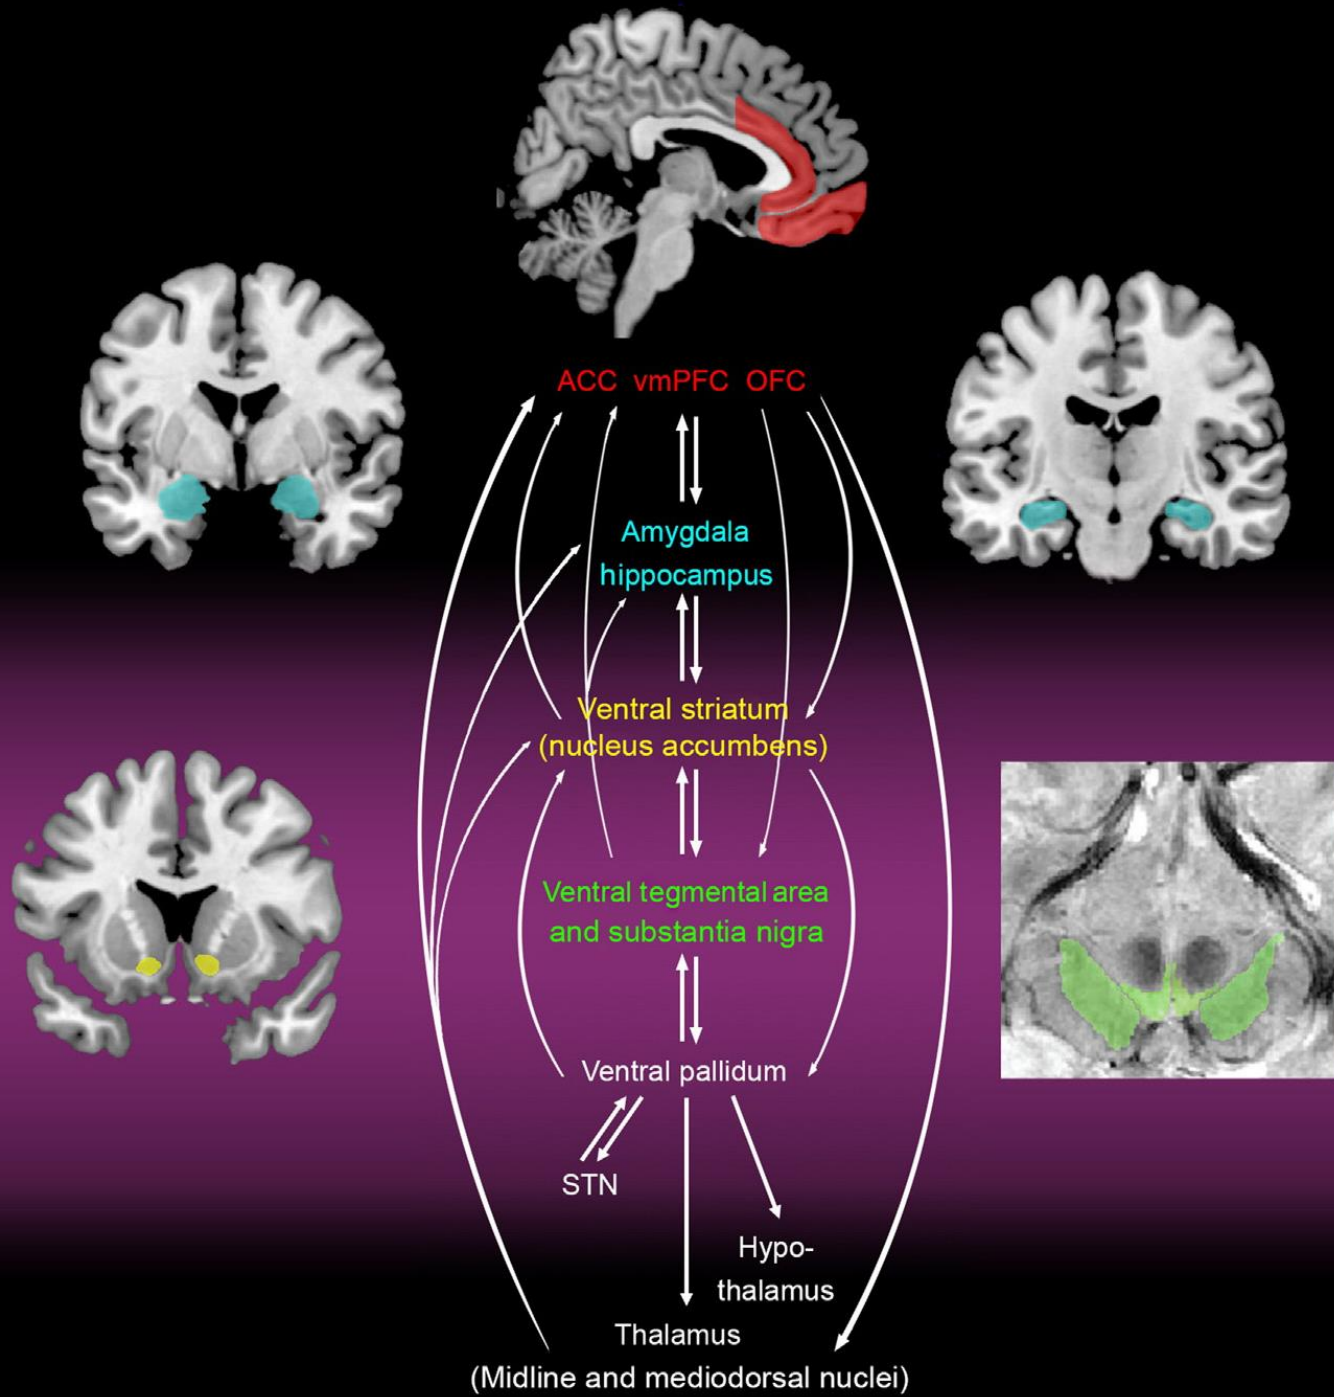 ACC vmPFC OFC
Amygdala
hippocampus
Ventral striatum
(nucleus accumbens)
Ventral tegmental area
and substantia nigra
Ventral pallidum
STN
Hypo-
thalamus
Thalamus
(Midline and mediodorsal nuclei)